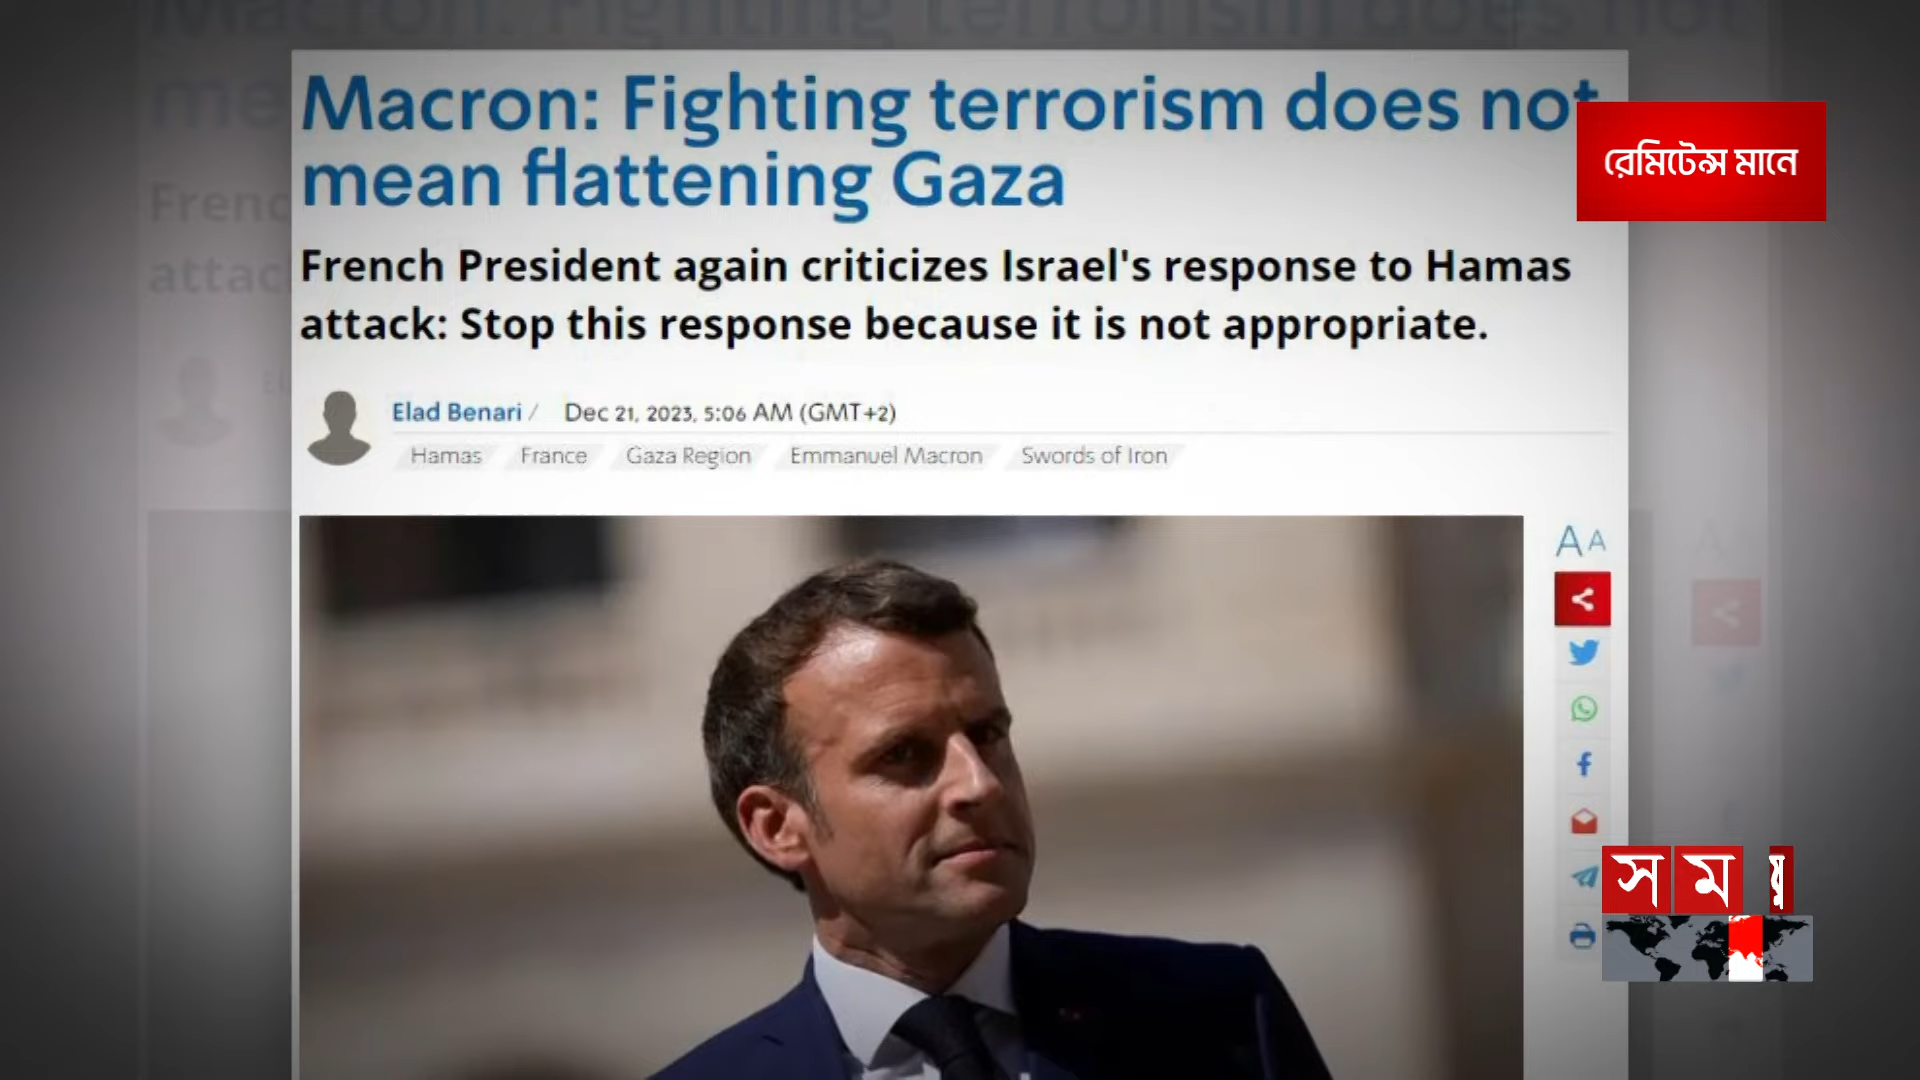 Macron: Fighting terrorism does not
mean flattening Gaza
রেমিটেন্স মানে
French President again criticizes Israel's response to Hamas
attack: Stop this response because it is not appropriate.
Elad Benari / Dec 21, 2023, 5:06 AM (GMT+2)
Hamas France Gaza Region Emmanuel Macron Swords of Iron
A A
সময়